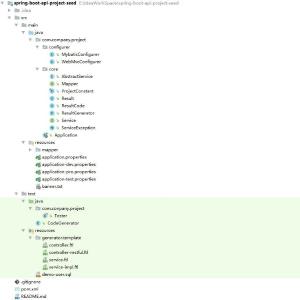 spring-boot-api-project-seed E:\IdeaWorkSpace\spring-boot-api-project-seed
.idea
src
main
java
com.company.project
configurer
MybatisConfigurer
WebMvcConfigurer
core
AbstractService
Mapper
ProjectConstant
Result
ResultCode
ResultGenerator
Service
ServiceException
Application
resources
mapper
application.properties
application-dev.properties
application-pro.properties
application-test.properties
banner.txt
test
java
com.company.project
Tester
CodeGenerator
resources
generator.template
controller.ftl
controller-restful.ftl
service.ftl
service-impl.ftl
demo-user.sql
.gitignore
pom.xml
README.md